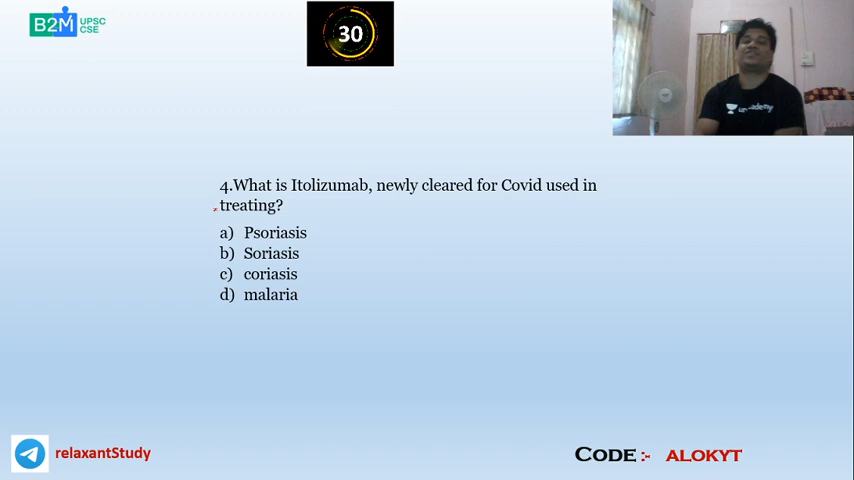 B2M UPSC
CSE
30
unacademy
4.What is Itolizumab, newly cleared for Covid used in
treating?
a) Psoriasis
b) Soriasis
c) coriasis
d) malaria
relaxantStudy
CODE :- ALOKYT